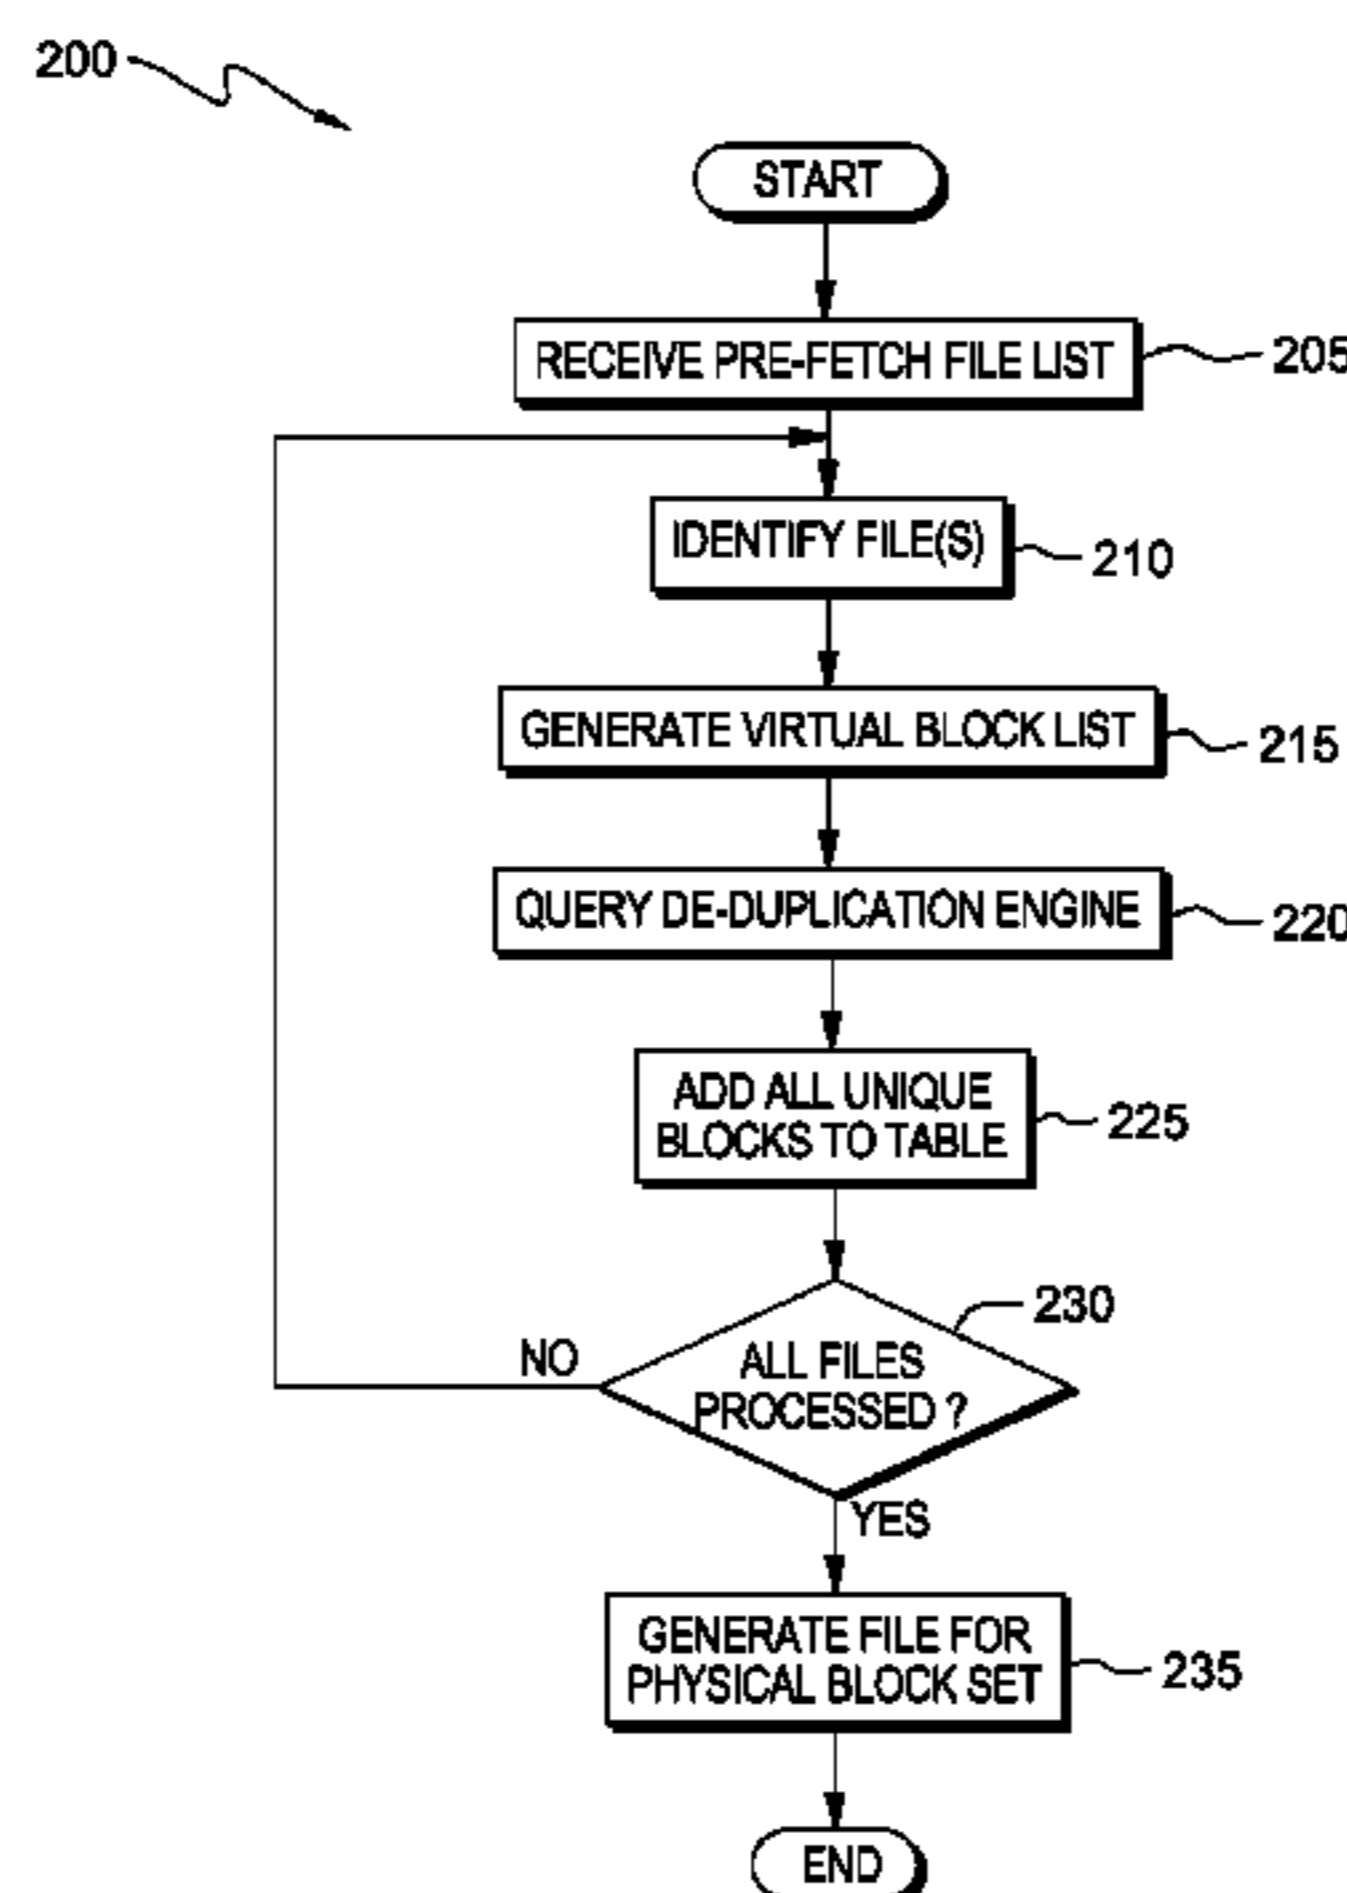 200
START
RECEIVE PRE-FETCH FILE LIST
205
IDENTIFY FILE(S)
210
GENERATE VIRTUAL BLOCK LIST
215
QUERY DE-DUPLICATION ENGINE
220
ADD ALL UNIQUE
BLOCKS TO TABLE
225
230
ALL FILES
PROCESSED ?
NO
YES
GENERATE FILE FOR
PHYSICAL BLOCK SET
235
END